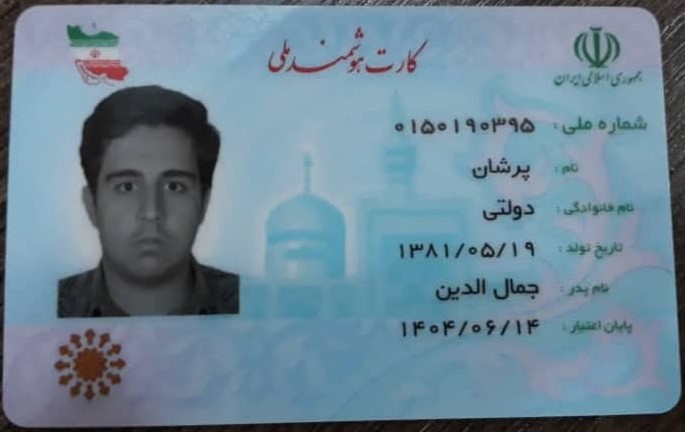 کارت هوشمند ملی
جمهوری اسلامی ایران
شماره ملی: ۰۱۵۰۱۹۰۳۹۵
نام: پرشان
نام خانوادگی: دولتی
تاریخ تولد: ۱۳۸۱/۰۵/۱۹
نام پدر: جمال الدین
پایان اعتبار: ۱۴۰۴/۰۶/۱۴